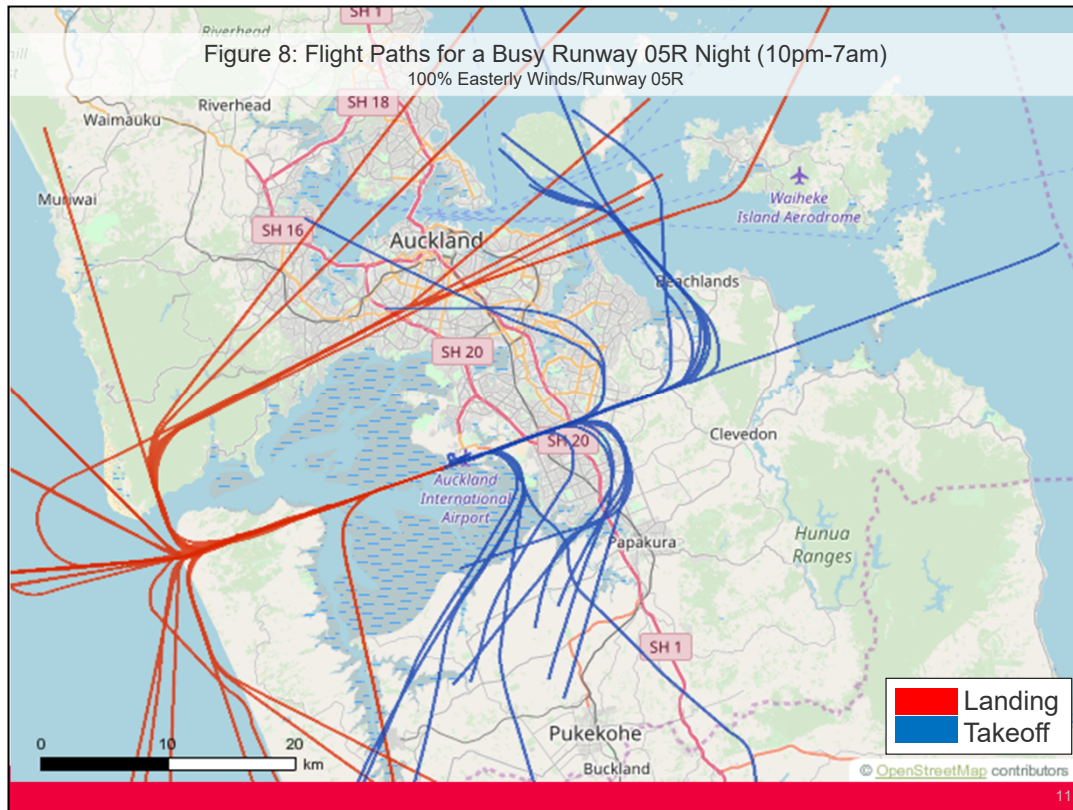 SH 1
Riverhead
Figure 8: Flight Paths for a Busy Runway 05R Night (10pm-7am)
100% Easterly Winds/Runway 05R
SH 18
Riverhead
Waimauku
Muriwai
Waiheke
Island Aerodrome
SH 16
Auckland
Beachlands
SH 20
Clevedon
SH 20
Auckland
International
Airport
Papakura
Hunua
Ranges
SH 1
Landing
Takeoff
Pukekohe
Buckland
0 10 20
km
© OpenStreetMap contributors
11